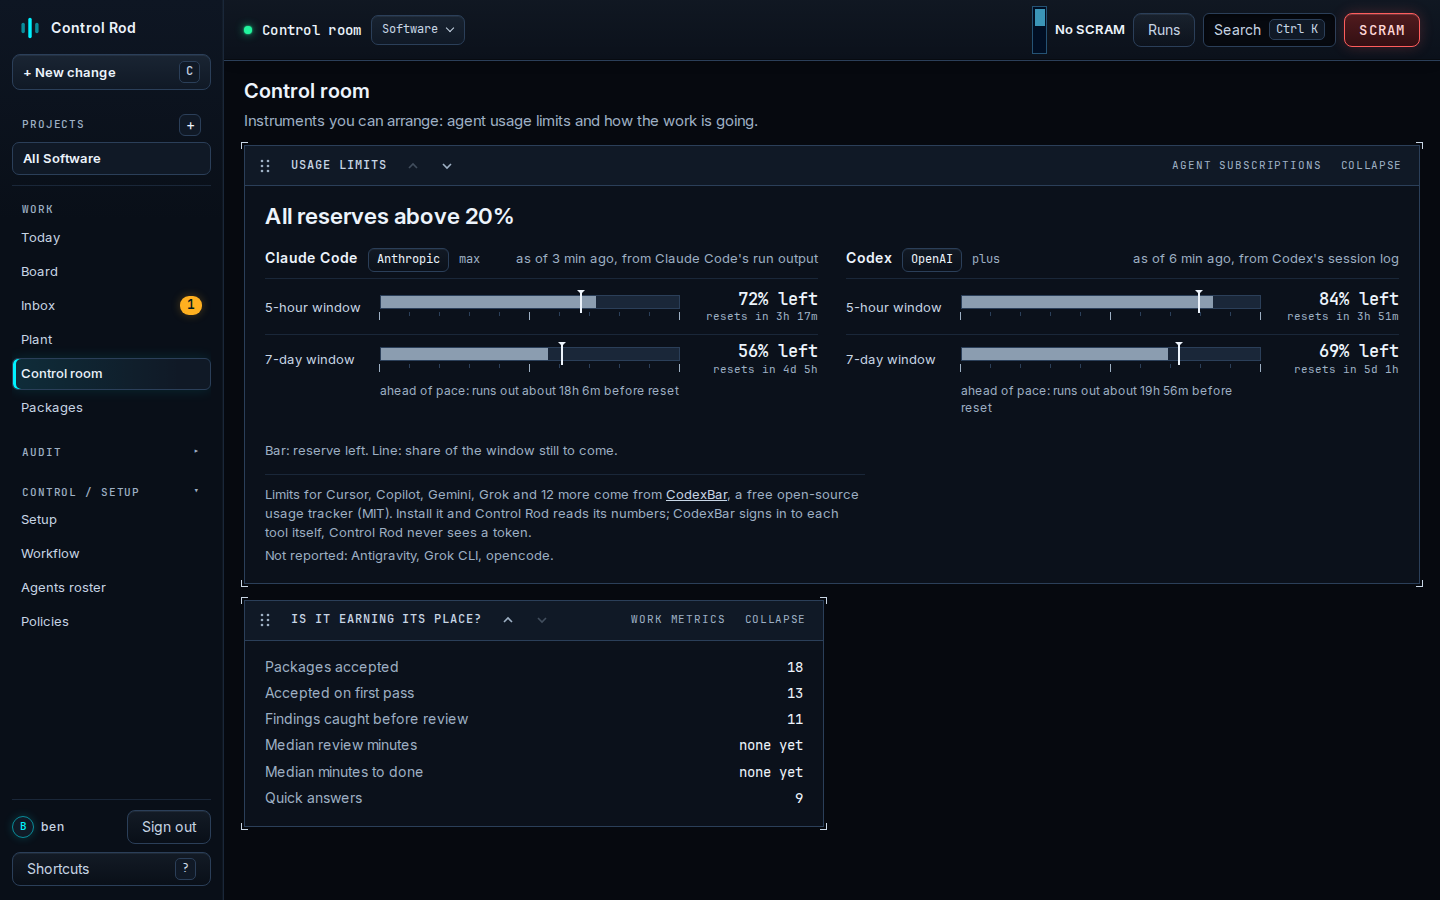 Control Rod
+ New change C
PROJECTS +
All Software
WORK
Today
Board
Inbox 1
Plant
Control room
Packages
AUDIT
CONTROL / SETUP
Setup
Workflow
Agents roster
Policies
B ben Sign out
Shortcuts ?
Control room Software No SCRAM Runs Search Ctrl K SCRAM
Control room
Instruments you can arrange: agent usage limits and how the work is going.
USAGE LIMITS AGENT SUBSCRIPTIONS COLLAPSE
All reserves above 20%
Claude Code Anthropic max as of 3 min ago, from Claude Code's run output
5-hour window 72% left
resets in 3h 17m
7-day window 56% left
resets in 4d 5h
ahead of pace: runs out about 18h 6m before reset
Codex OpenAI plus as of 6 min ago, from Codex's session log
5-hour window 84% left
resets in 3h 51m
7-day window 69% left
resets in 5d 1h
ahead of pace: runs out about 19h 56m before
reset
Bar: reserve left. Line: share of the window still to come.
Limits for Cursor, Copilot, Gemini, Grok and 12 more come from CodexBar, a free open-source
usage tracker (MIT). Install it and Control Rod reads its numbers; CodexBar signs in to each
tool itself, Control Rod never sees a token.
Not reported: Antigravity, Grok CLI, opencode.
IS IT EARNING ITS PLACE? WORK METRICS COLLAPSE
Packages accepted 18
Accepted on first pass 13
Findings caught before review 11
Median review minutes none yet
Median minutes to done none yet
Quick answers 9